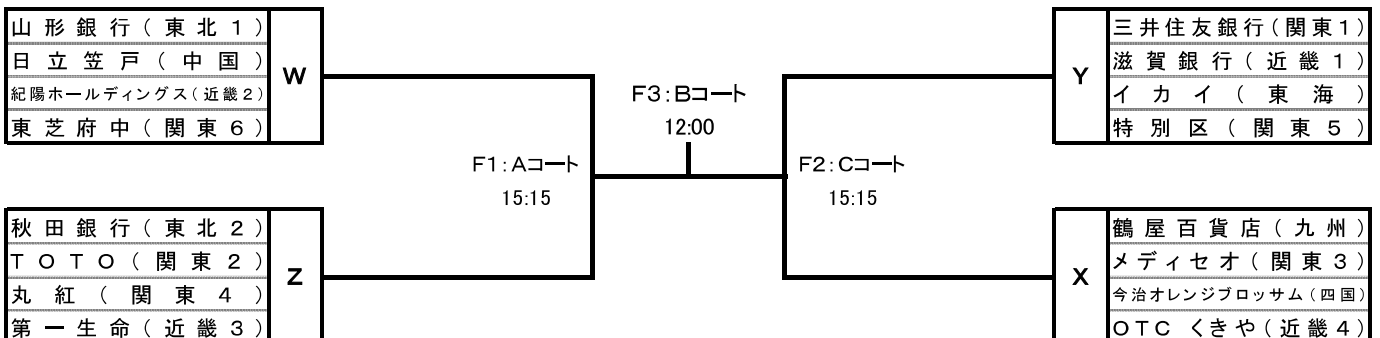 山形銀行(東北1)
日立笠戸(中国)
紀陽ホールディングス(近畿2)
東芝府中(関東6)
W
F3:Bコート
12:00
F1:Aコート
15:15
F2:Cコート
15:15
Y
三井住友銀行(関東1)
滋賀銀行(近畿1)
イカイ(東海)
特別区(関東5)
秋田銀行(東北2)
TOTO(関東2)
丸紅(関東4)
第一生命(近畿3)
Z
X
鶴屋百貨店(九州)
メディセオ(関東3)
今治オレンジブロッサム(四国)
OTC くきや(近畿4)